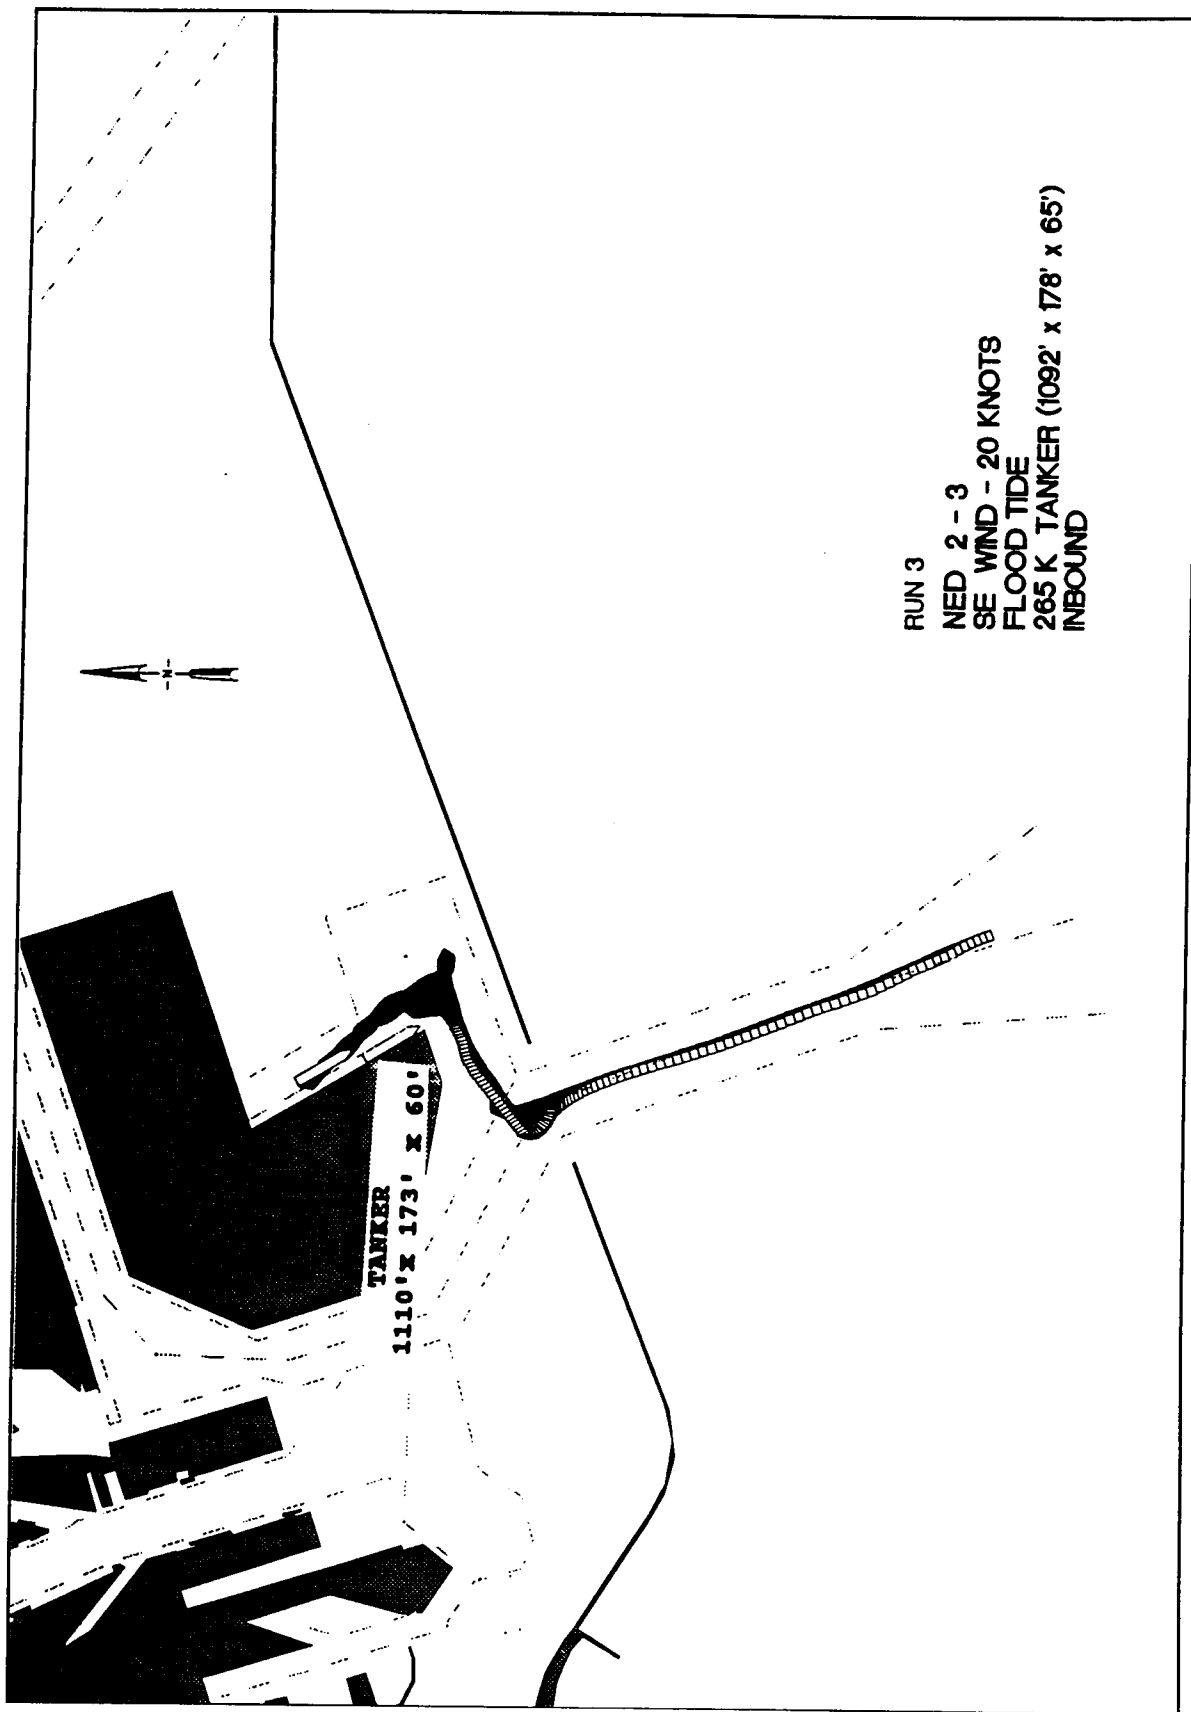 -N-
TANKER
1110'X 173' X 60'
RUN 3
NED 2 - 3
SE WIND - 20 KNOTS
FLOOD TIDE
265 K TANKER (1092' x 178' x 65')
INBOUND